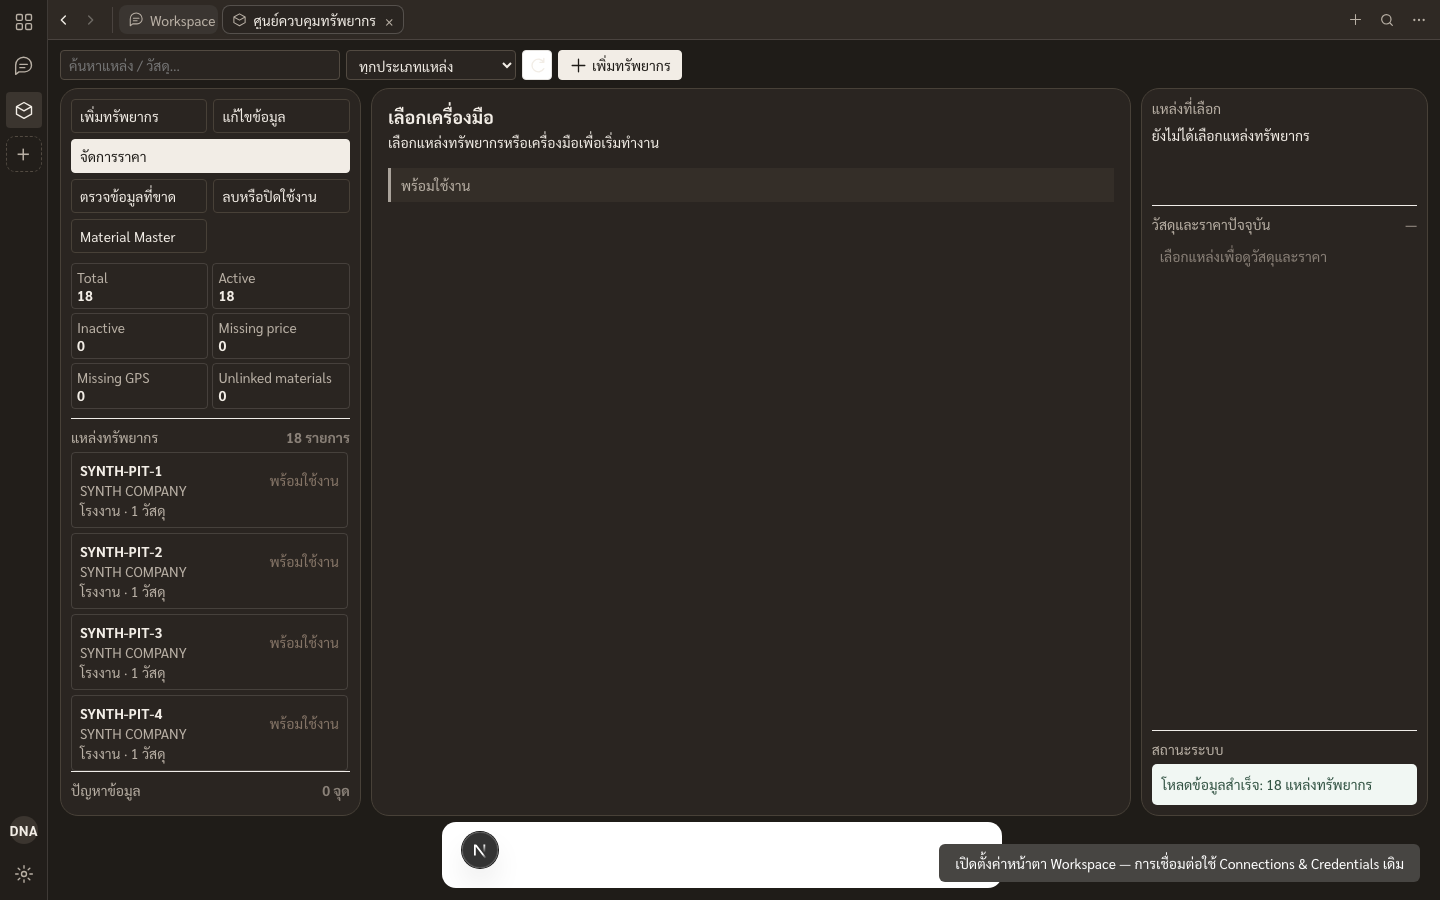 Workspace
ศูนย์ควบคุมทรัพยากร
ค้นหาแหล่ง / วัสดุ...
ทุกประเภทแหล่ง
เพิ่มทรัพยากร
เพิ่มทรัพยากร
แก้ไขข้อมูล
จัดการราคา
ตรวจข้อมูลที่ขาด
ลบหรือปิดใช้งาน
Material Master
Total
18
Active
18
Inactive
0
Missing price
0
Missing GPS
0
Unlinked materials
0
แหล่งทรัพยากร
18 รายการ
SYNTH-PIT-1
SYNTH COMPANY
โรงงาน · 1 วัสดุ
พร้อมใช้งาน
SYNTH-PIT-2
SYNTH COMPANY
โรงงาน · 1 วัสดุ
พร้อมใช้งาน
SYNTH-PIT-3
SYNTH COMPANY
โรงงาน · 1 วัสดุ
พร้อมใช้งาน
SYNTH-PIT-4
SYNTH COMPANY
โรงงาน · 1 วัสดุ
พร้อมใช้งาน
ปัญหาข้อมูล
0 จุด
เลือกเครื่องมือ
เลือกแหล่งทรัพยากรหรือเครื่องมือเพื่อเริ่มทำงาน
พร้อมใช้งาน
แหล่งที่เลือก
ยังไม่ได้เลือกแหล่งทรัพยากร
วัสดุและราคาปัจจุบัน
—
เลือกแหล่งเพื่อดูวัสดุและราคา
สถานะระบบ
โหลดข้อมูลสำเร็จ: 18 แหล่งทรัพยากร
DNA
N
เปิดตั้งค่าหน้าตา Workspace — การเชื่อมต่อใช้ Connections & Credentials เดิม